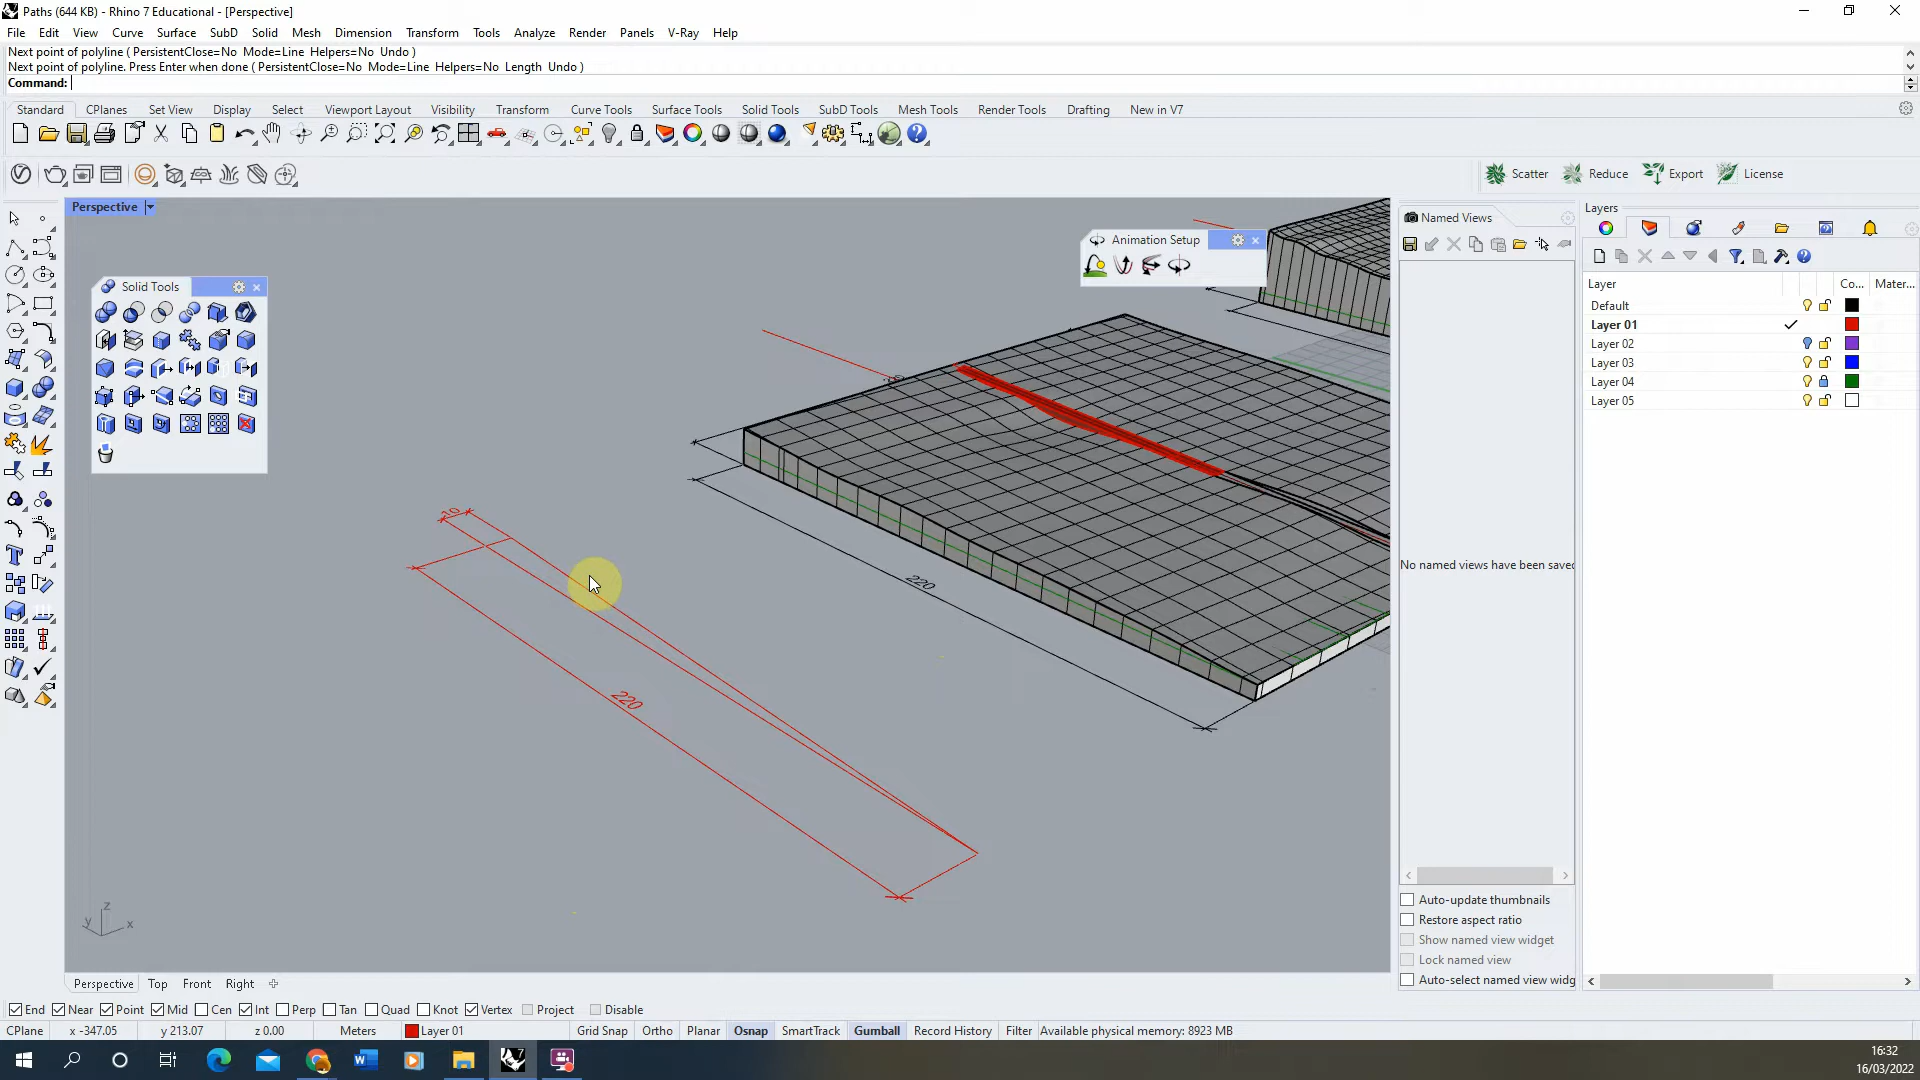 Paths (644 KB) - Rhino 7 Educational - [Perspective]
File Edit View Curve Surface SubD Solid Mesh Dimension Transform Tools Analyze Render Panels V-Ray Help
Next point of polyline ( PersistentClose=No Mode=Line Helpers=No Undo )
Next point of polyline. Press Enter when done ( PersistentClose=No Mode=Line Helpers=No Length Undo )
Command:
Standard CPlanes Set View Display Select Viewport Layout Visibility Transform Curve Tools Surface Tools Solid Tools SubD Tools Mesh Tools Render Tools Drafting New in V7
Scatter Reduce Export License
Perspective
Named Views
Layers
Animation Setup
Solid Tools
Layer Co... Mater...
Default
Layer 01
Layer 02
Layer 03
Layer 04
Layer 05
10
220
220
No named views have been saved
z
y
x
Auto-update thumbnails
Restore aspect ratio
Show named view widget
Lock named view
Auto-select named view widg
Perspective Top Front Right
End Near Point Mid Cen Int Perp Tan Quad Knot Vertex Project Disable
CPlane x -347.05 y 213.07 z 0.00 Meters Layer 01 Grid Snap Ortho Planar Osnap SmartTrack Gumball Record History Filter Available physical memory: 8923 MB
16:32
16/03/2022